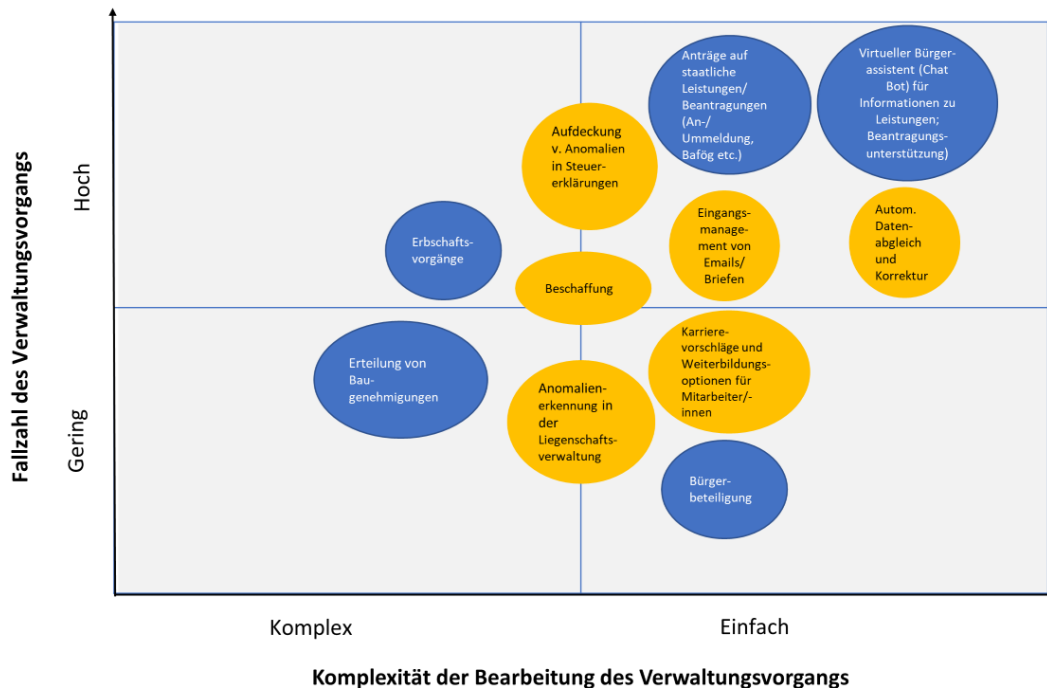 Fallzahl des Verwaltungsvorgangs
Hoch
Gering
Anträge auf
staatliche
Leistungen/
Beantragungen
(An-/
Ummeldung,
Bafög etc.)
Virtueller Bürger-
assistent (Chat
Bot) für
Informationen zu
Leistungen;
Beantragungs-
unterstützung)
Aufdeckung
v. Anomalien
in Steuer-
erklärungen
Erbschafts-
vorgänge
Eingangs-
management von
Emails/
Briefen
Autom.
Daten-
abgleich
und
Korrektur
Beschaffung
Erteilung von
Bau-
genehmigungen
Karriere-
vorschläge und
Weiterbildungs-
optionen für
Mitarbeiter/-
innen
Anomalien-
erkennung in
der
Liegenschafts-
verwaltung
Bürger-
beteiligung
Komplex
Einfach
Komplexität der Bearbeitung des Verwaltungsvorgangs